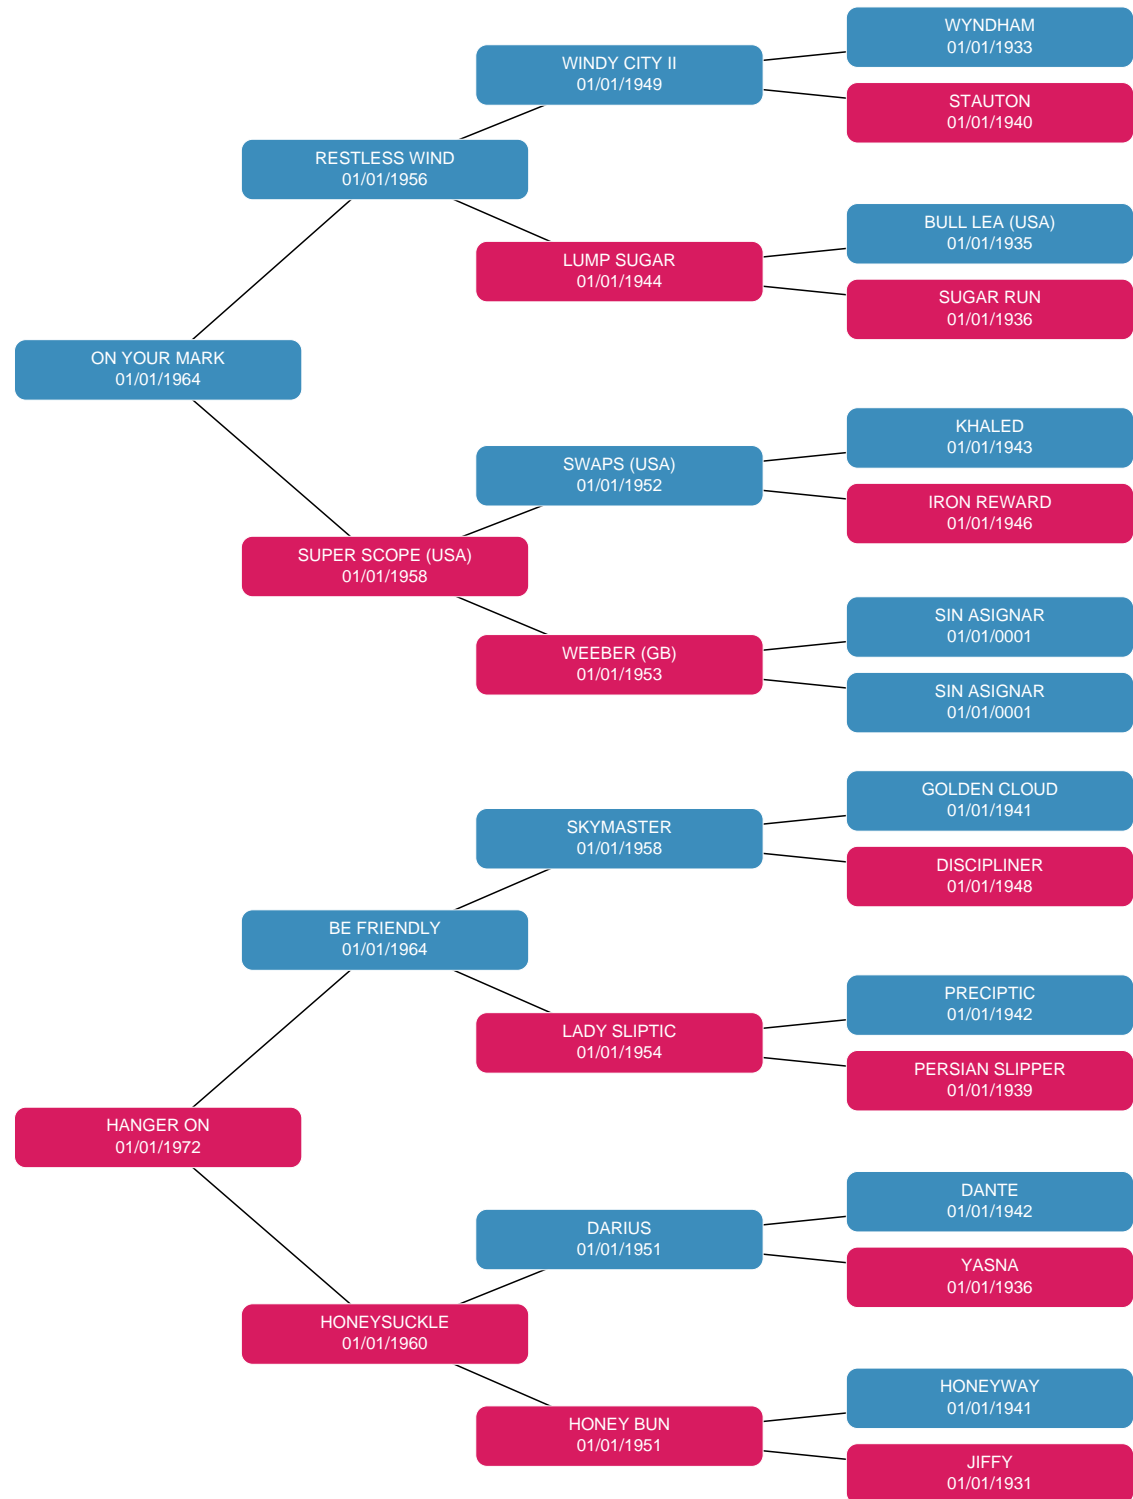 WYNDHAM
01/01/1933
WINDY CITY II
01/01/1949
STAUTON
01/01/1940
RESTLESS WIND
01/01/1956
BULL LEA (USA)
01/01/1935
LUMP SUGAR
01/01/1944
SUGAR RUN
01/01/1936
ON YOUR MARK
01/01/1964
KHALED
01/01/1943
SWAPS (USA)
01/01/1952
IRON REWARD
01/01/1946
SUPER SCOPE (USA)
01/01/1958
SIN ASIGNAR
01/01/0001
WEEBER (GB)
01/01/1953
SIN ASIGNAR
01/01/0001
GOLDEN CLOUD
01/01/1941
SKYMASTER
01/01/1958
DISCIPLINER
01/01/1948
BE FRIENDLY
01/01/1964
PRECIPTIC
01/01/1942
LADY SLIPTIC
01/01/1954
PERSIAN SLIPPER
01/01/1939
HANGER ON
01/01/1972
DANTE
01/01/1942
DARIUS
01/01/1951
YASNA
01/01/1936
HONEYSUCKLE
01/01/1960
HONEYWAY
01/01/1941
HONEY BUN
01/01/1951
JIFFY
01/01/1931